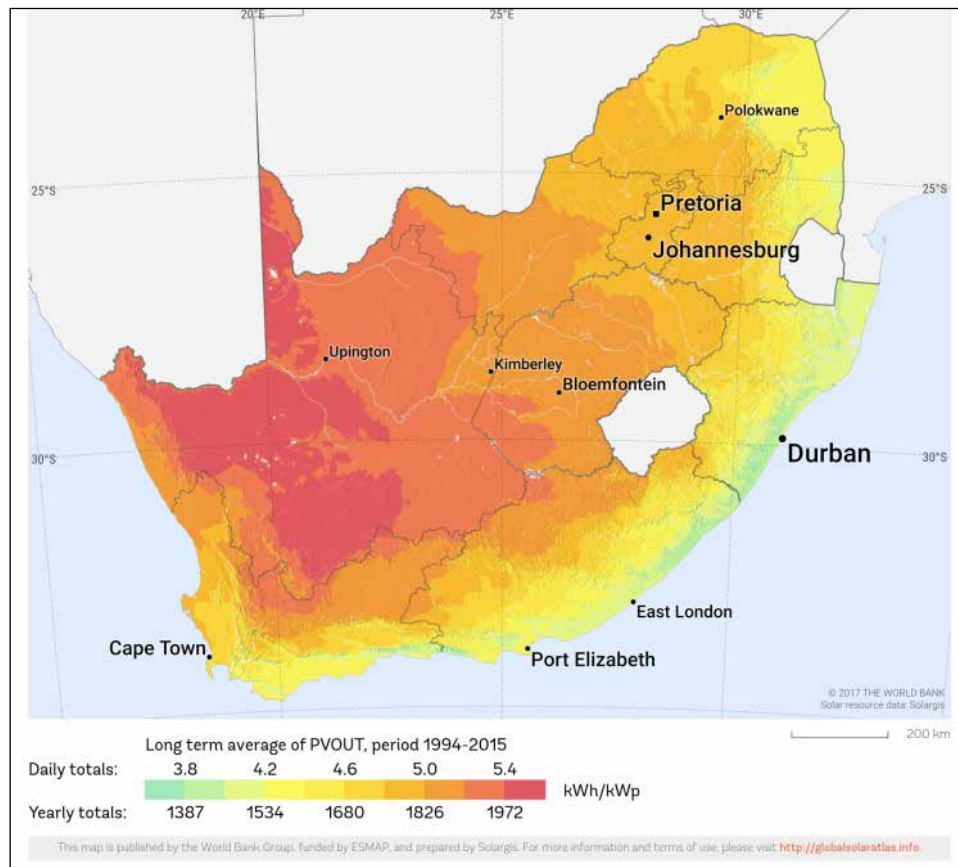 20°E 25°E 30°E
Polokwane
25°S 25°S
Pretoria
Johannesburg
Upington
Kimberley
Bloemfontein
Durban
30°S 30°S
East London
Cape Town
Port Elizabeth
© 2017 THE WORLD BANK
Solar resource data: Solargis
200 km
Long term average of PVOUT, period 1994-2015
Daily totals: 3.8 4.2 4.6 5.0 5.4
kWh/kWp
Yearly totals: 1387 1534 1680 1826 1972
This map is published by the World Bank Group, funded by ESMAP, and prepared by Solargis. For more information and terms of use, please visit http://globalsolaratlas.info.